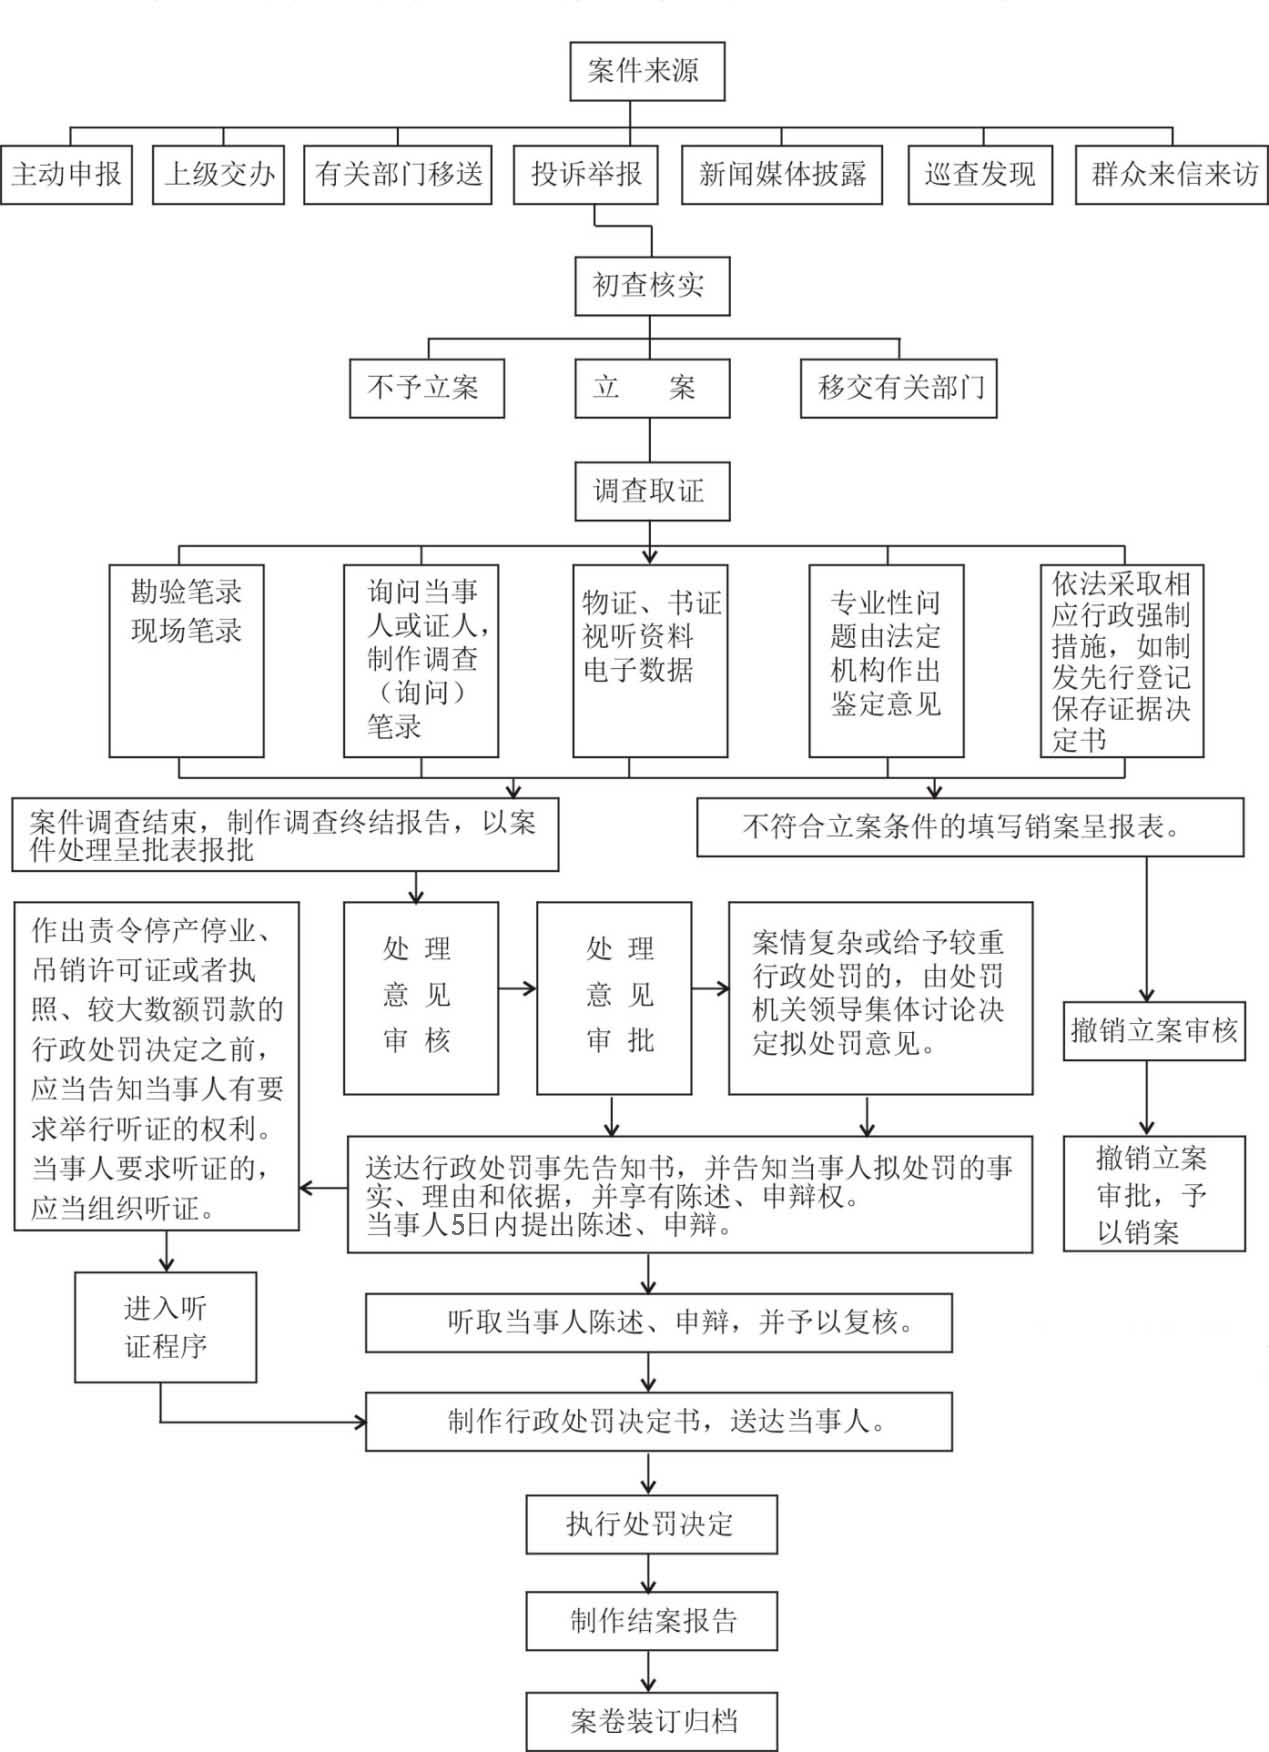 案件来源
主动申报
上级交办
有关部门移送
投诉举报
新闻媒体披露
巡查发现
群众来信来访
初查核实
不予立案
立 案
移交有关部门
调查取证
勘验笔录
现场笔录
询问当事
人或证人，
制作调查
（询问）
笔录
物证、书证
视听资料
电子数据
专业性问
题由法定
机构作出
鉴定意见
依法采取相
应行政强制
措施，如制
发先行登记
保存证据决
定书
案件调查结束，制作调查终结报告，以案
件处理呈批表报批
不符合立案条件的填写销案呈报表。
作出责令停产停业、
吊销许可证或者执
照、较大数额罚款的
行政处罚决定之前，
应当告知当事人有要
求举行听证的权利。
当事人要求听证的，
应当组织听证。
处 理
意 见
审 核
处 理
意 见
审 批
案情复杂或给予较重
行政处罚的，由处罚
机关领导集体讨论决
定拟处罚意见。
撤销立案审核
送达行政处罚事先告知书，并告知当事人拟处罚的事
实、理由和依据，并享有陈述、申辩权。
当事人5日内提出陈述、申辩。
撤销立案
审批，予
以销案
进入听
证程序
听取当事人陈述、申辩，并予以复核。
制作行政处罚决定书，送达当事人。
执行处罚决定
制作结案报告
案卷装订归档